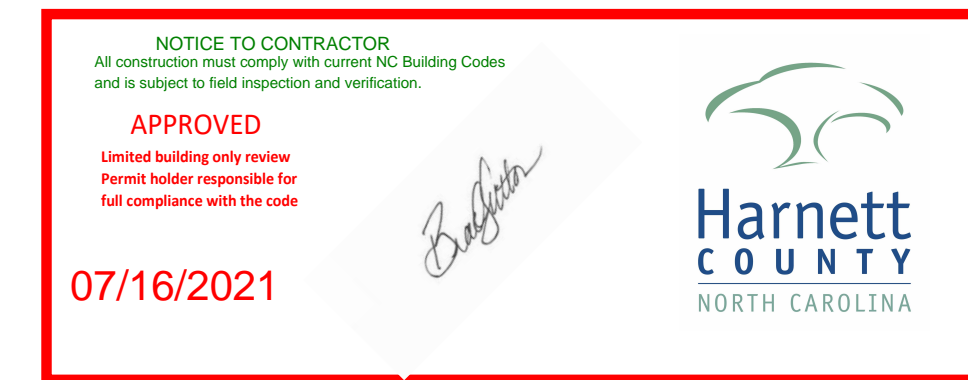 NOTICE TO CONTRACTOR
All construction must comply with current NC Building Codes
and is subject to field inspection and verification.
APPROVED
Limited building only review
Permit holder responsible for
full compliance with the code
Brad Sutton
07/16/2021
Harnett
COUNTY
NORTH CAROLINA